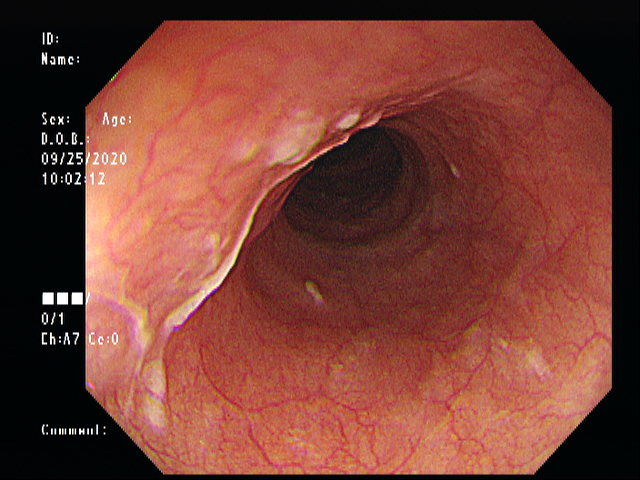 ID:
Name:
Sex: Age:
D.O.B.:
09/25/2020
10:02:12
■■■/
0/1
Eh:A7 Ce:0
Comment: